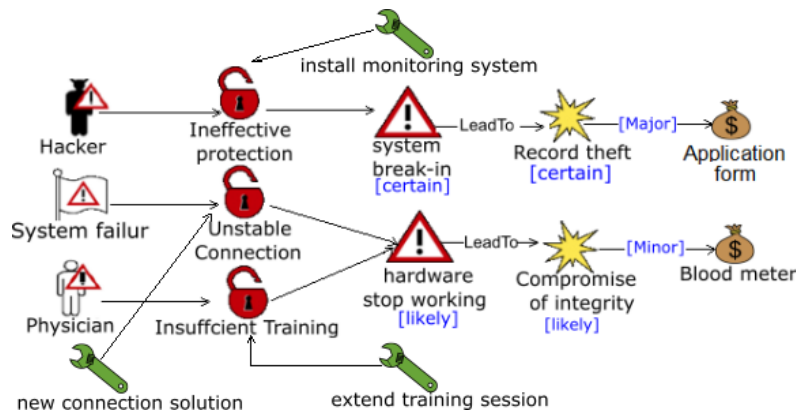 install monitoring system
Hacker
Ineffective
protection
system
break-in
[certain]
LeadTo
Record theft
[certain]
[Major]
$
Application
form
System failur
Unstable
Connection
hardware
stop working
[likely]
LeadTo
Compromise
of integrity
[likely]
[Minor]
$
Blood meter
Physician
Insuffcient Training
new connection solution
extend training session